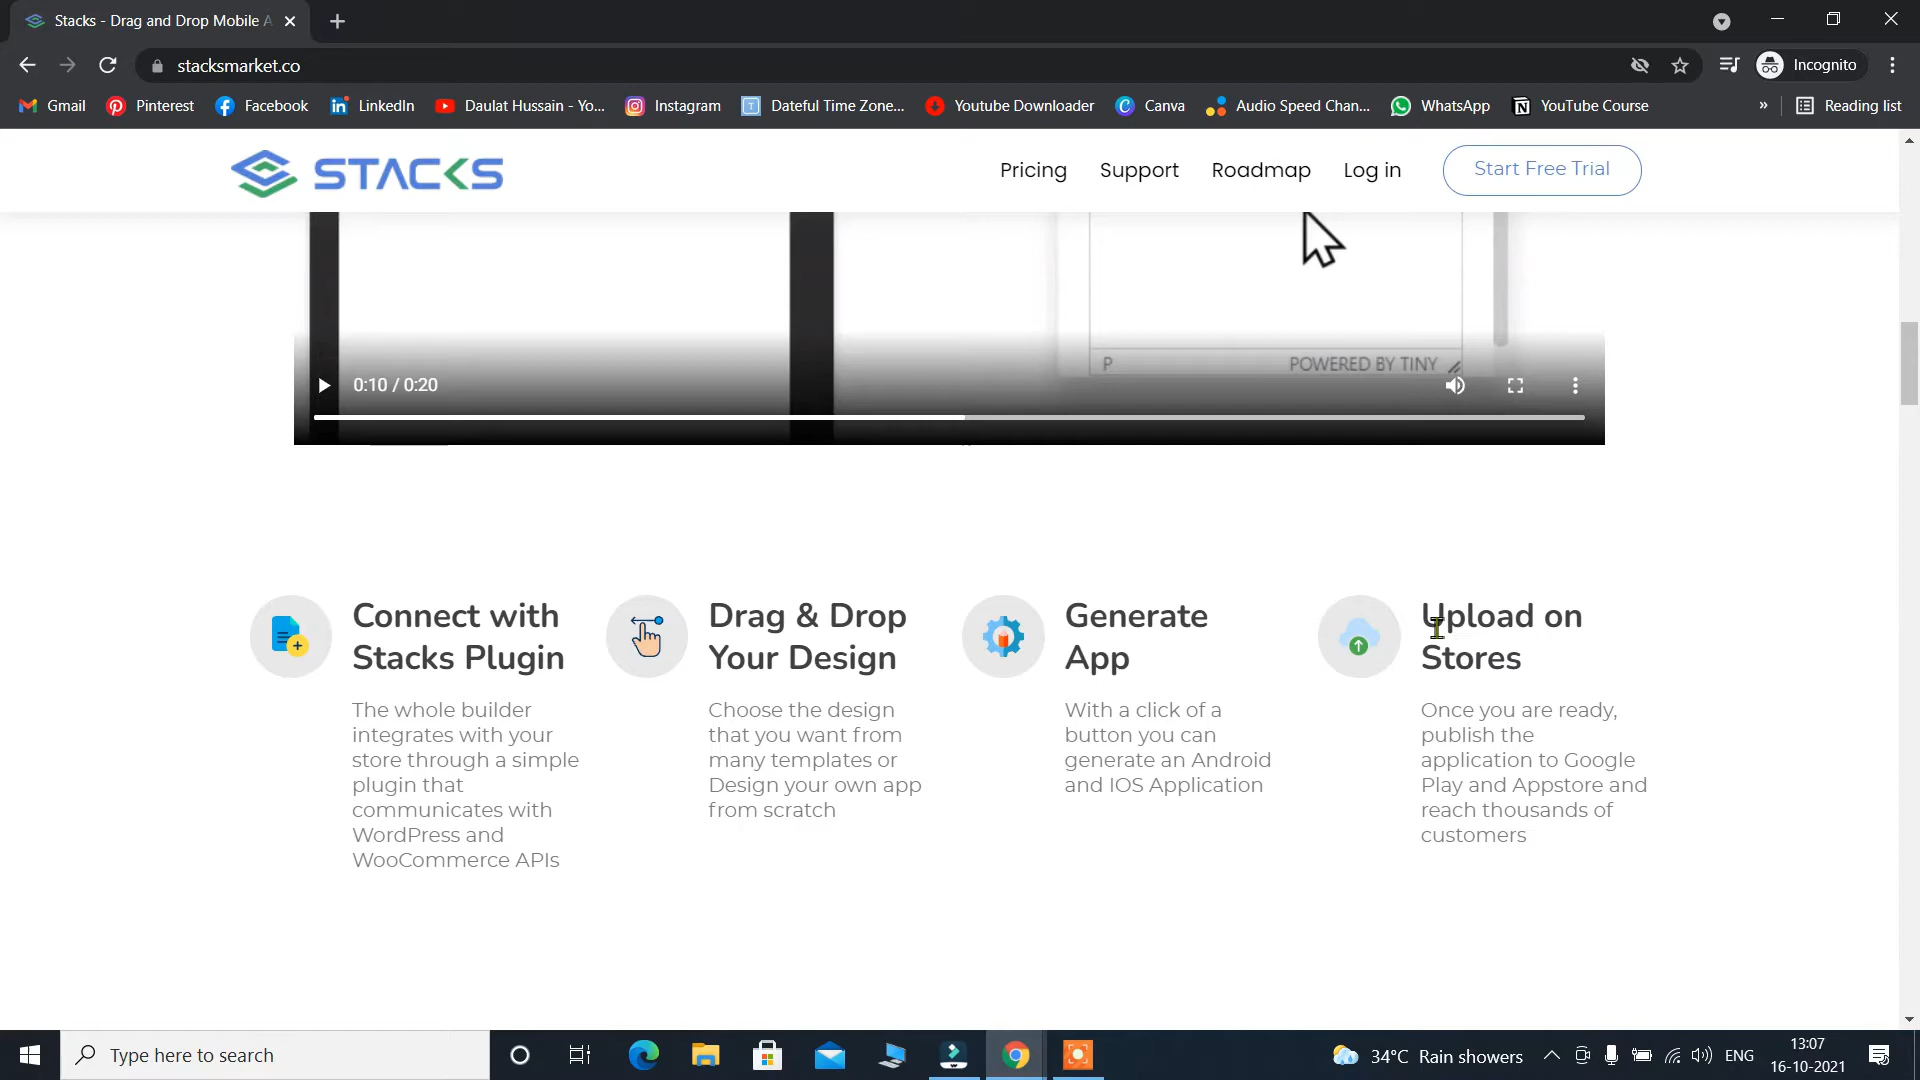 Stacks - Drag and Drop Mobile A
stacksmarket.co
Incognito
Gmail
Pinterest
Facebook
LinkedIn
Daulat Hussain - Yo...
Instagram
Dateful Time Zone...
Youtube Downloader
Canva
Audio Speed Chan...
WhatsApp
YouTube Course
»
Reading list
STACKS
Pricing
Support
Roadmap
Log in
Start Free Trial
P
POWERED BY TINY
0:10 / 0:20
Connect with
Stacks Plugin
The whole builder
integrates with your
store through a simple
plugin that
communicates with
WordPress and
WooCommerce APIs
Drag & Drop
Your Design
Choose the design
that you want from
many templates or
Design your own app
from scratch
Generate
App
With a click of a
button you can
generate an Android
and IOS Application
Upload on
Stores
Once you are ready,
publish the
application to Google
Play and Appstore and
reach thousands of
customers
Type here to search
34°C Rain showers
ENG
13:07
16-10-2021